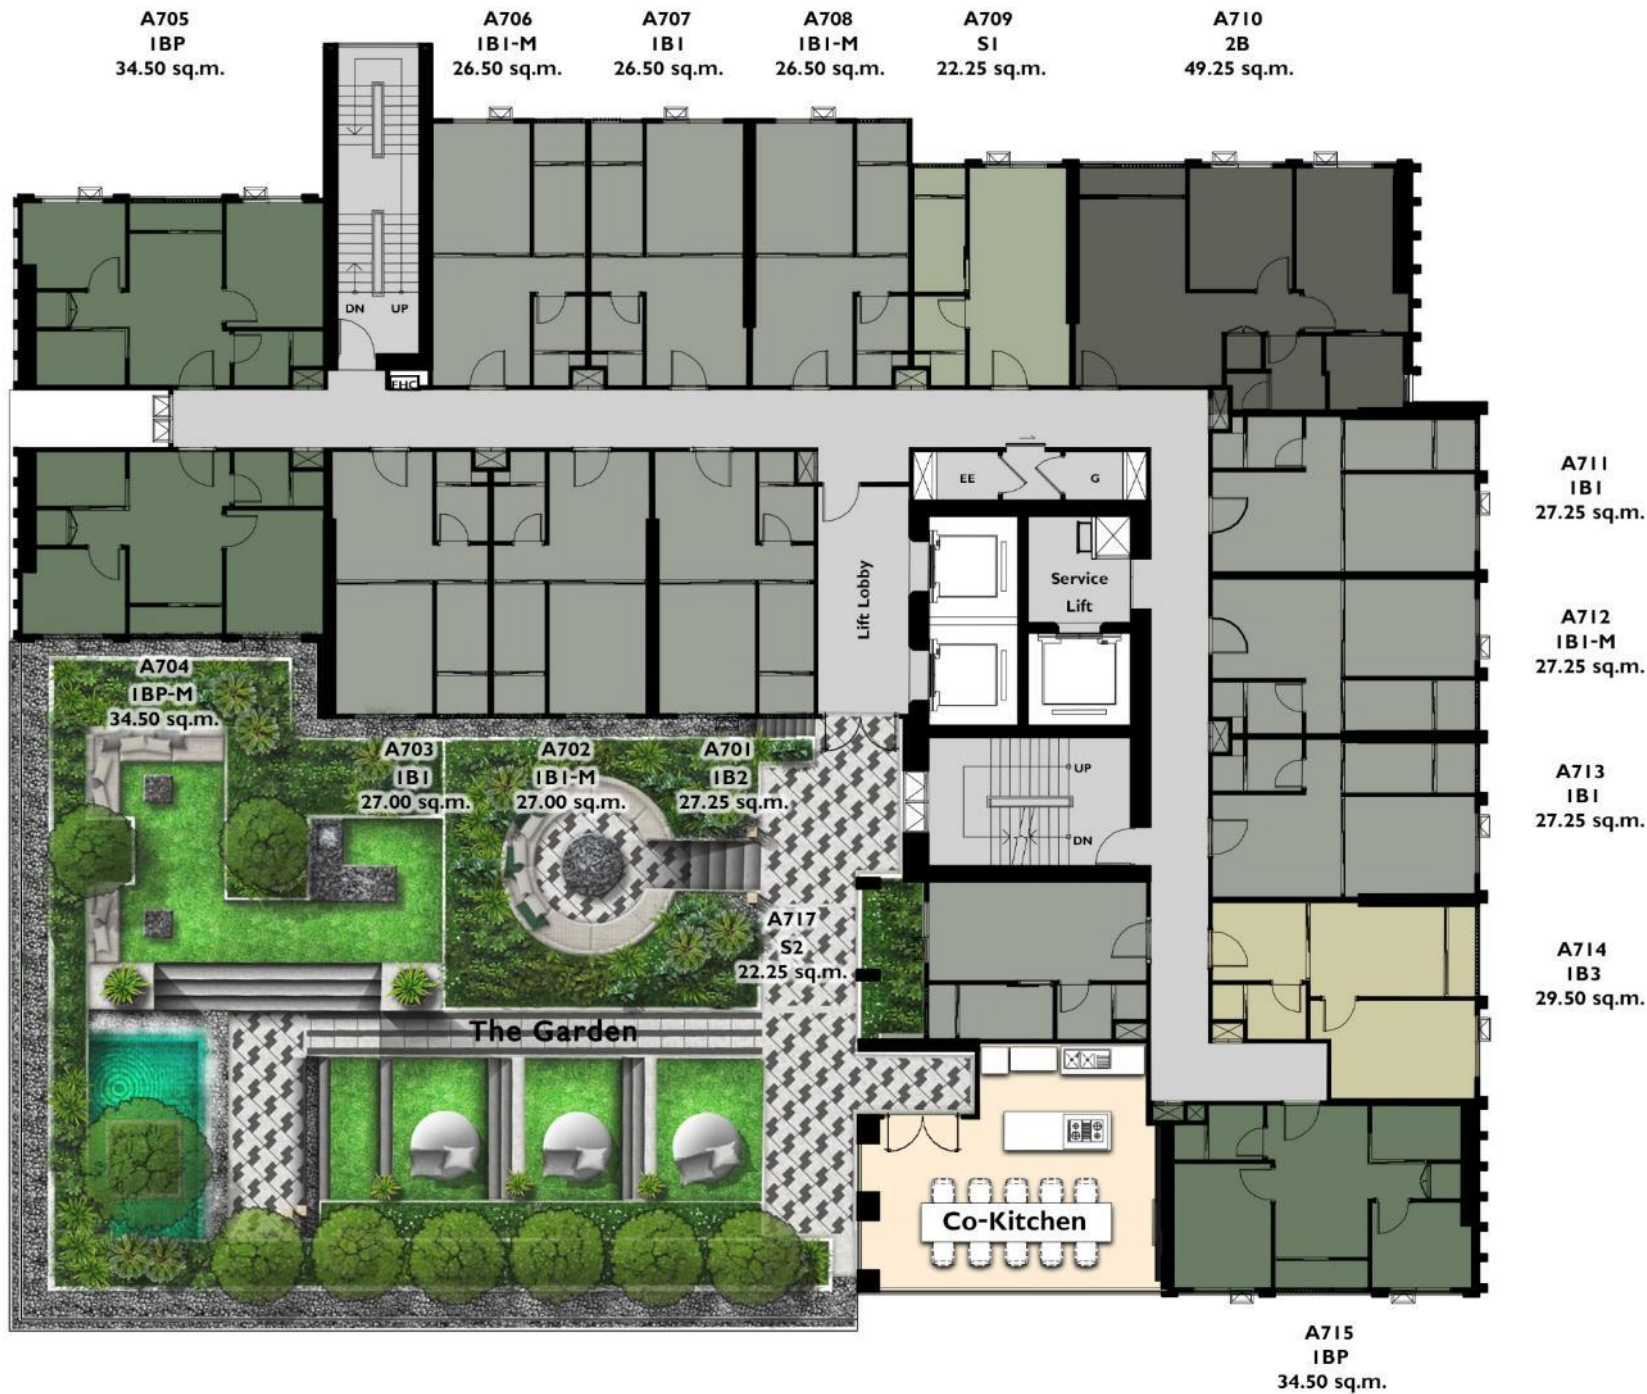 A705
1BP
34.50 sq.m.
A706
1B1-M
26.50 sq.m.
A707
1B1
26.50 sq.m.
A708
1B1-M
26.50 sq.m.
A709
S1
22.25 sq.m.
A710
2B
49.25 sq.m.
DN UP
FHC
EE
G
Lift Lobby
Service
Lift
UP
DN
A711
1B1
27.25 sq.m.
A712
1B1-M
27.25 sq.m.
A713
1B1
27.25 sq.m.
A714
1B3
29.50 sq.m.
A704
1BP-M
34.50 sq.m.
A703
1B1
27.00 sq.m.
A702
1B1-M
27.00 sq.m.
A701
1B2
27.25 sq.m.
A717
S2
22.25 sq.m.
The Garden
Co-Kitchen
A715
1BP
34.50 sq.m.